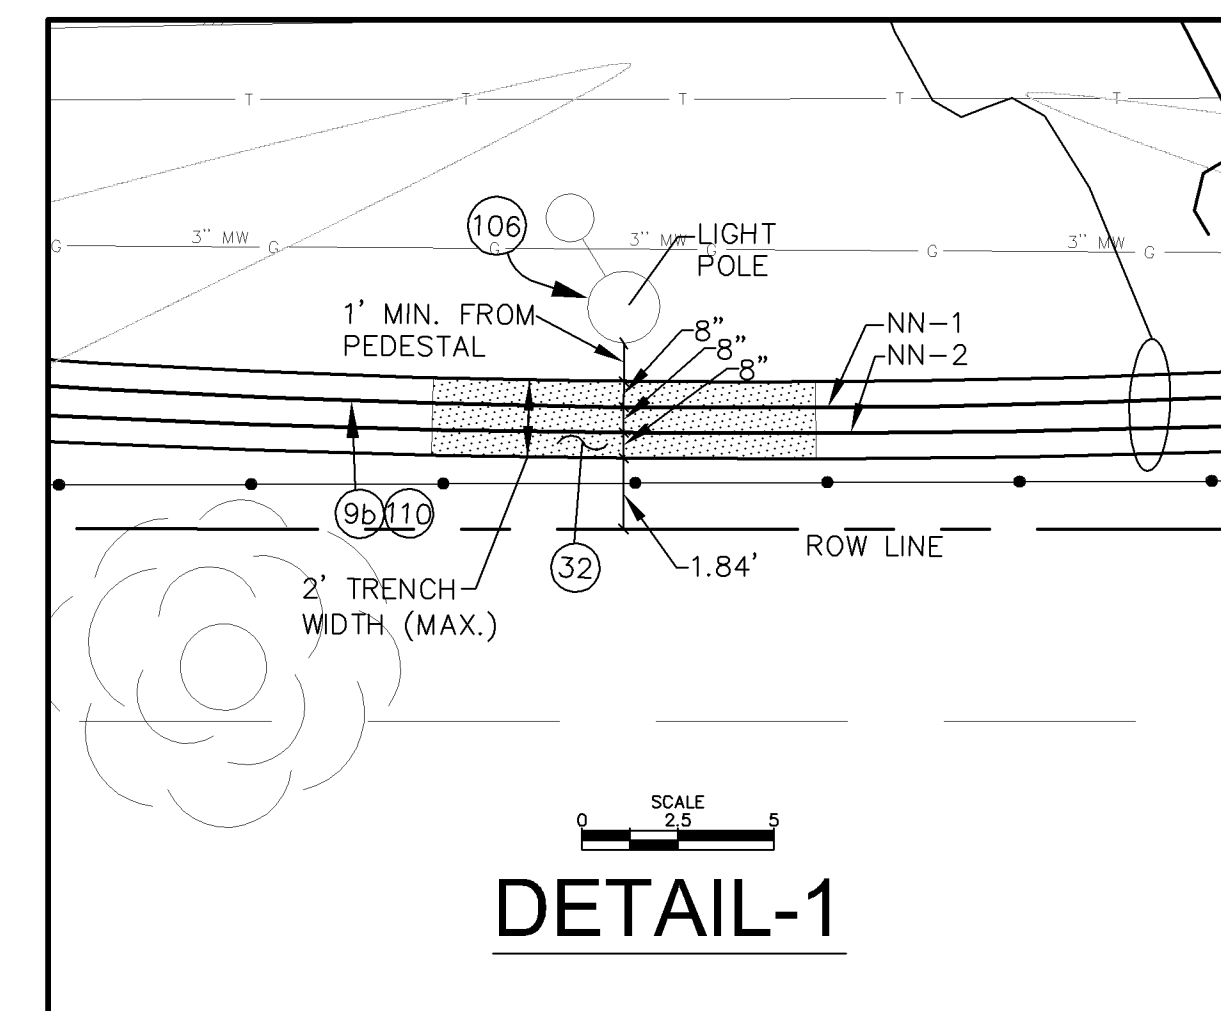 T T T T T
3" MW 3" MW 3" MW
G G G G G G
106
LIGHT
POLE
1' MIN. FROM
PEDESTAL
8"
8"
8"
NN-1
NN-2
9b 110
32
1.84'
ROW LINE
2' TRENCH
WIDTH (MAX.)
SCALE
0 2.5 5
DETAIL-1